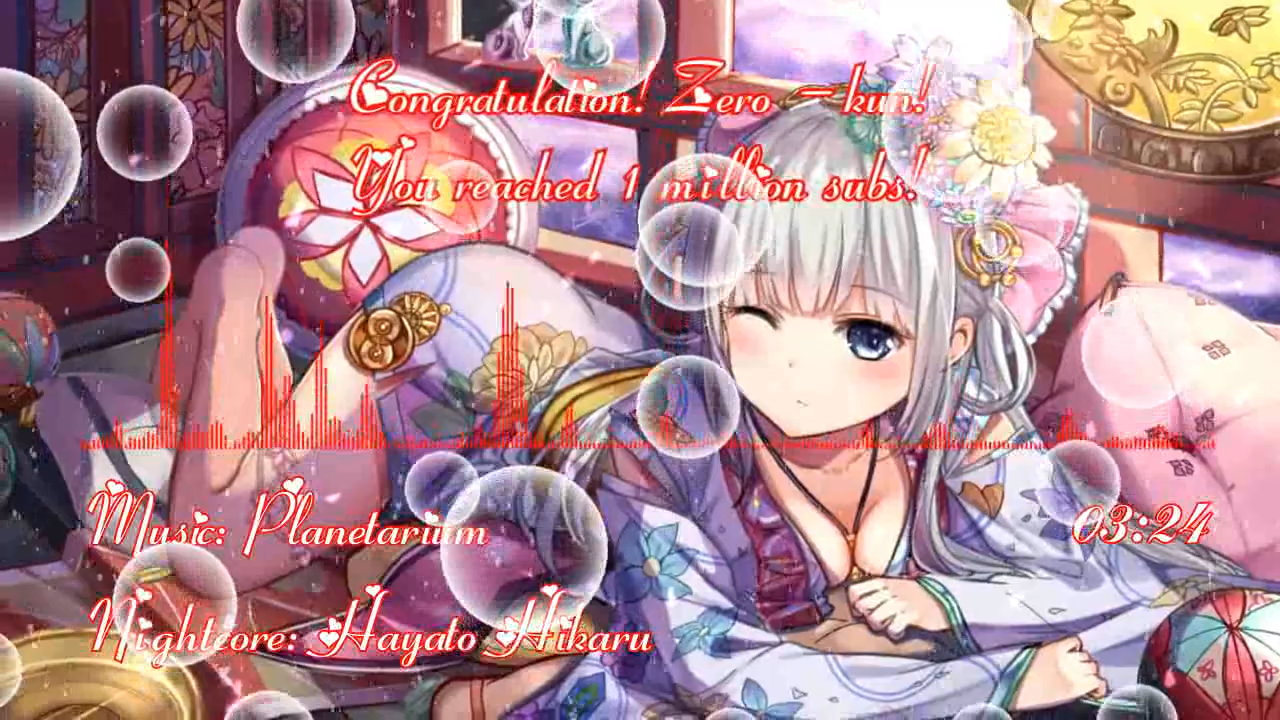 Congratulation! Zero - kun!
You reached 1 million subs!
Music: Planetarium
03:24
Nightcore: Hayato Hikaru